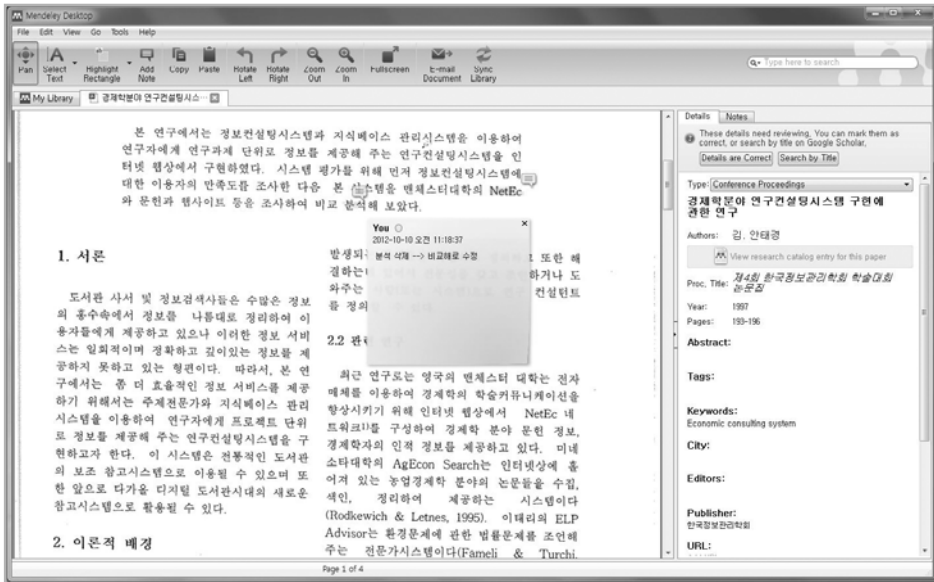 Mendeley Desktop
File Edit View Go Tools Help
Pan
Select Text
Highlight Rectangle
Add Note
Copy
Paste
Rotate Left
Rotate Right
Zoom Out
Zoom In
Fullscreen
E-mail Document
Sync Library
Type here to search
My Library
경제학분야 연구컨설팅시스…
본 연구에서는 정보컨설팅시스템과 지식베이스 관리시스템을 이용하여
연구자에게 연구과제 단위로 정보를 제공해 주는 연구컨설팅시스템을 인
터넷 웹상에서 구현하였다. 시스템 평가를 위해 먼저 정보컨설팅시스템에
대한 이용자의 만족도를 조사한 다음 본 시스템을 맨체스터대학의 NetEc
와 문헌과 웹사이트 등을 조사하여 비교 분석해 보았다.
You
2012-10-10 오전 11:18:37
분석 삭제 --> 비교해로 수정
1. 서론
도서관 사서 및 정보검색사들은 수많은 정보
의 홍수속에서 정보를 나름대로 정리하여 이
용자들에게 제공하고 있으나 이러한 정보 서비
스는 일회적이며 정확하고 깊이있는 정보를 제
공하지 못하고 있는 형편이다. 따라서, 본 연
구에서는 좀 더 효율적인 정보 서비스를 제공
하기 위해서는 주제전문가와 지식베이스 관리
시스템을 이용하여 연구자에게 프로젝트 단위
로 정보를 제공해 주는 연구컨설팅시스템을 구
현하고자 한다. 이 시스템은 전통적인 도서관
의 보조 참고시스템으로 이용될 수 있으며 또
한 앞으로 다가올 디지털 도서관시대의 새로운
참고시스템으로 활용될 수 있다.
2. 이론적 배경
발생되 또한 해
결하는 하거나 도
와주는 컨설턴트
를 정의
2.2 관련 연구
최근 연구로는 영국의 맨체스터 대학는 전자
매체를 이용하여 경제학의 학술커뮤니케이션을
향상시키기 위해 인터넷 웹상에서 NetEc 네
트워크1)를 구성하여 경제학 분야 문헌 정보,
경제학자의 인적 정보를 제공하고 있다. 미네
소타대학의 AgEcon Search는 인터넷상에 흩
어져 있는 농업경제학 분야의 논문들을 수집,
색인, 정리하여 제공하는 시스템이다
(Rodkewich & Letnes, 1995). 이태리의 ELP
Advisor는 환경문제에 관한 법률문제를 조언해
주는 전문가시스템이다(Fameli & Turchi,
Page 1 of 4
Details Notes
These details need reviewing. You can mark them as
correct, or search by title on Google Scholar.
Details are Correct Search by Title
Type: Conference Proceedings
경제학분야 연구컨설팅시스템 구현에
관한 연구
Authors: 김. 안태경
View research catalog entry for this paper
Proc. Title: 제4회 한국정보관리학회 학술대회
논문집
Year: 1997
Pages: 193-196
Abstract:
Tags:
Keywords:
Economic consulting system
City:
Editors:
Publisher:
한국정보관리학회
URL: